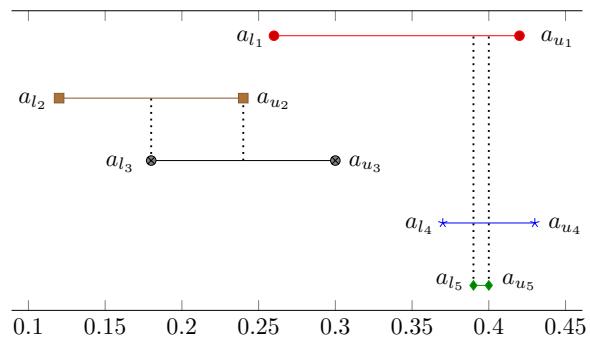 a_{l_1} a_{u_1}
a_{l_2} a_{u_2}
a_{l_3} a_{u_3}
a_{l_4} a_{u_4}
a_{l_5} a_{u_5}
0.1 0.15 0.2 0.25 0.3 0.35 0.4 0.45